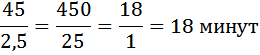 45/2,5 = 450/25 = 18/1 = 18 минут